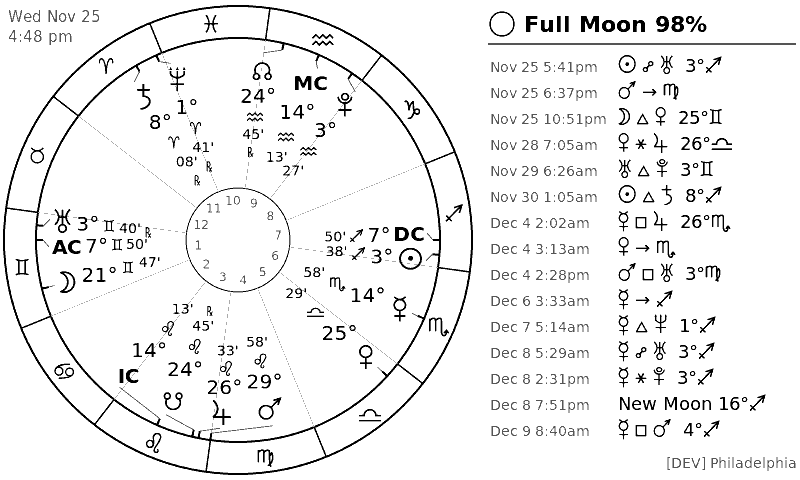 Wed Nov 25
4:48 pm
Full Moon 98%
Nov 25 5:41pm ☉ ☍ ♅ 3°♐
Nov 25 6:37pm ♂ → ♍
Nov 25 10:51pm ☽ △ ♀ 25°♊
Nov 28 7:05am ♀ ⚹ ♃ 26°♎
Nov 29 6:26am ♅ △ ♇ 3°♊
Nov 30 1:05am ☉ △ ♄ 8°♐
Dec 4 2:02am ☿ □ ♃ 26°♏
Dec 4 3:13am ♀ → ♏
Dec 4 2:28pm ♂ □ ♅ 3°♍
Dec 6 3:33am ☿ → ♐
Dec 7 5:14am ☿ △ ♆ 1°♐
Dec 8 5:29am ☿ ☍ ♅ 3°♐
Dec 8 2:31pm ☿ ⚹ ♇ 3°♐
Dec 8 7:51pm New Moon 16°♐
Dec 9 8:40am ☿ □ ♂ 4°♐
[DEV] Philadelphia
♄ 8° ♈ 08' ℞
♆ 1° ♈ 41' ℞
☊ 24° ♒ 45' ℞
MC 14° ♒ 13'
♇ 3° ♒ 27'
♅ 3° ♊ 40' ℞
AC 7° ♊ 50'
☽ 21° ♊ 47'
50' ♐ 7° DC
38' ♐ 3° ☉
58' ♏ 14° ☿
29' ♎ 25° ♀
IC 14° ♌ 13'
☋ 24° ♌ 45' ℞
♃ 26° ♌ 33'
♂ 29° ♌ 58'
♈
♉
♊
♋
♌
♍
♎
♏
♐
♑
♒
♓
1
2
3
4
5
6
7
8
9
10
11
12